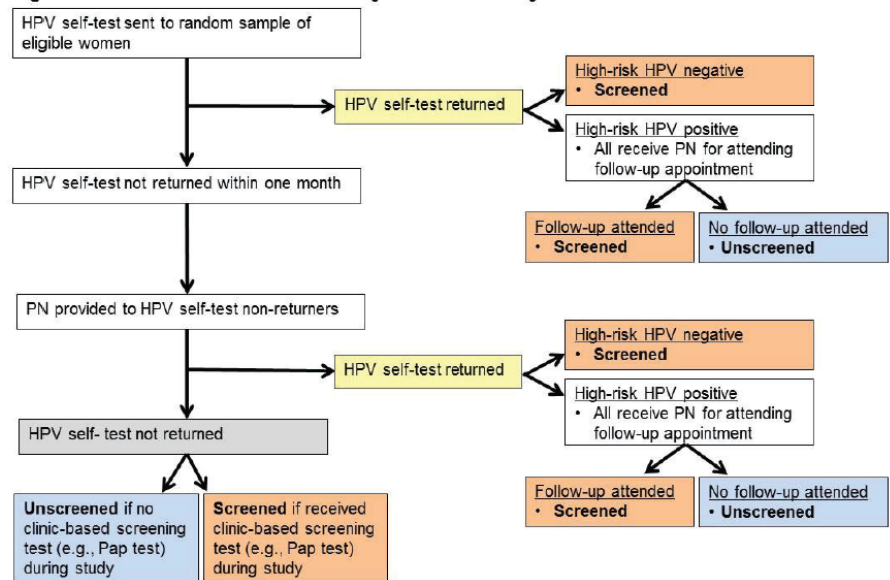 HPV self-test sent to random sample of
eligible women
High-risk HPV negative
• Screened
HPV self-test returned
High-risk HPV positive
• All receive PN for attending
follow-up appointment
HPV self-test not returned within one month
Follow-up attended
• Screened
No follow-up attended
• Unscreened
PN provided to HPV self-test non-returners
High-risk HPV negative
• Screened
HPV self-test returned
High-risk HPV positive
• All receive PN for attending
follow-up appointment
HPV self- test not returned
Follow-up attended
• Screened
No follow-up attended
• Unscreened
Unscreened if no
clinic-based screening
test (e.g., Pap test)
during study
Screened if received
clinic-based screening
test (e.g., Pap test)
during study